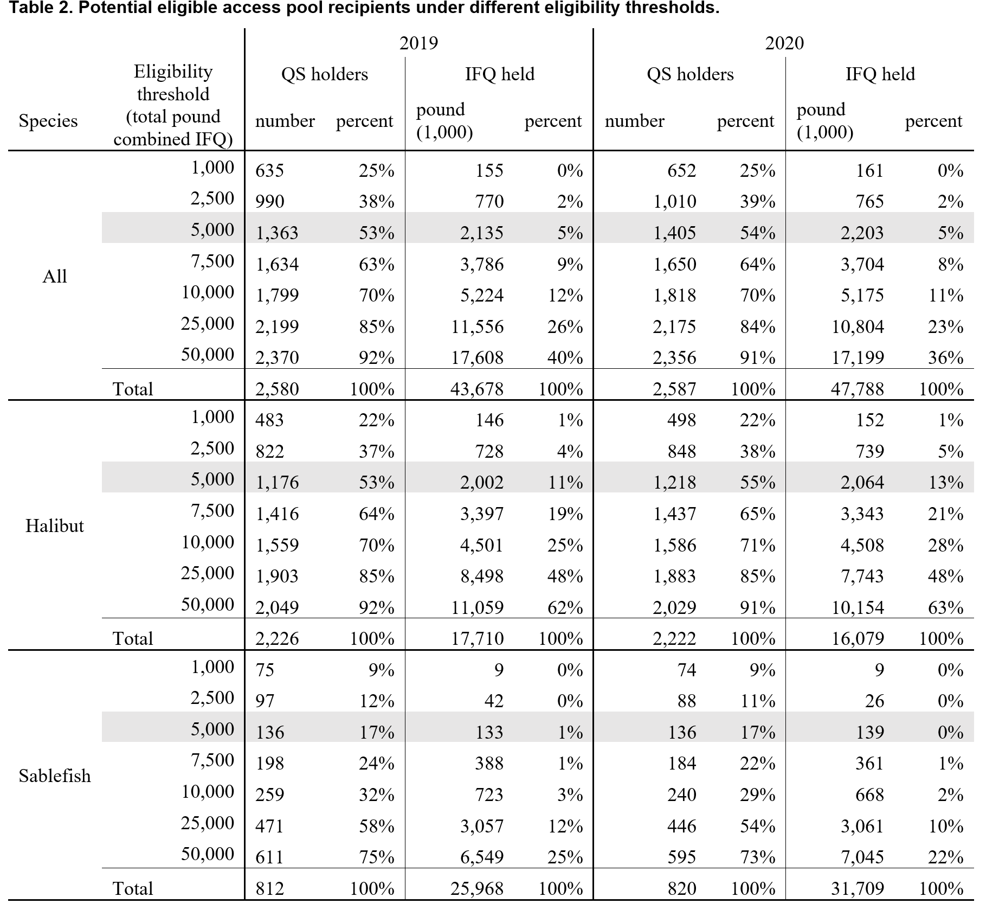 Table 2. Potential eligible access pool recipients under different eligibility thresholds.
2019 2020
Species Eligibility threshold (total pound combined IFQ) QS holders IFQ held QS holders IFQ held
number percent pound (1,000) percent number percent pound (1,000) percent
All
1,000 635 25% 155 0% 652 25% 161 0%
2,500 990 38% 770 2% 1,010 39% 765 2%
5,000 1,363 53% 2,135 5% 1,405 54% 2,203 5%
7,500 1,634 63% 3,786 9% 1,650 64% 3,704 8%
10,000 1,799 70% 5,224 12% 1,818 70% 5,175 11%
25,000 2,199 85% 11,556 26% 2,175 84% 10,804 23%
50,000 2,370 92% 17,608 40% 2,356 91% 17,199 36%
Total 2,580 100% 43,678 100% 2,587 100% 47,788 100%
Halibut
1,000 483 22% 146 1% 498 22% 152 1%
2,500 822 37% 728 4% 848 38% 739 5%
5,000 1,176 53% 2,002 11% 1,218 55% 2,064 13%
7,500 1,416 64% 3,397 19% 1,437 65% 3,343 21%
10,000 1,559 70% 4,501 25% 1,586 71% 4,508 28%
25,000 1,903 85% 8,498 48% 1,883 85% 7,743 48%
50,000 2,049 92% 11,059 62% 2,029 91% 10,154 63%
Total 2,226 100% 17,710 100% 2,222 100% 16,079 100%
Sablefish
1,000 75 9% 9 0% 74 9% 9 0%
2,500 97 12% 42 0% 88 11% 26 0%
5,000 136 17% 133 1% 136 17% 139 0%
7,500 198 24% 388 1% 184 22% 361 1%
10,000 259 32% 723 3% 240 29% 668 2%
25,000 471 58% 3,057 12% 446 54% 3,061 10%
50,000 611 75% 6,549 25% 595 73% 7,045 22%
Total 812 100% 25,968 100% 820 100% 31,709 100%